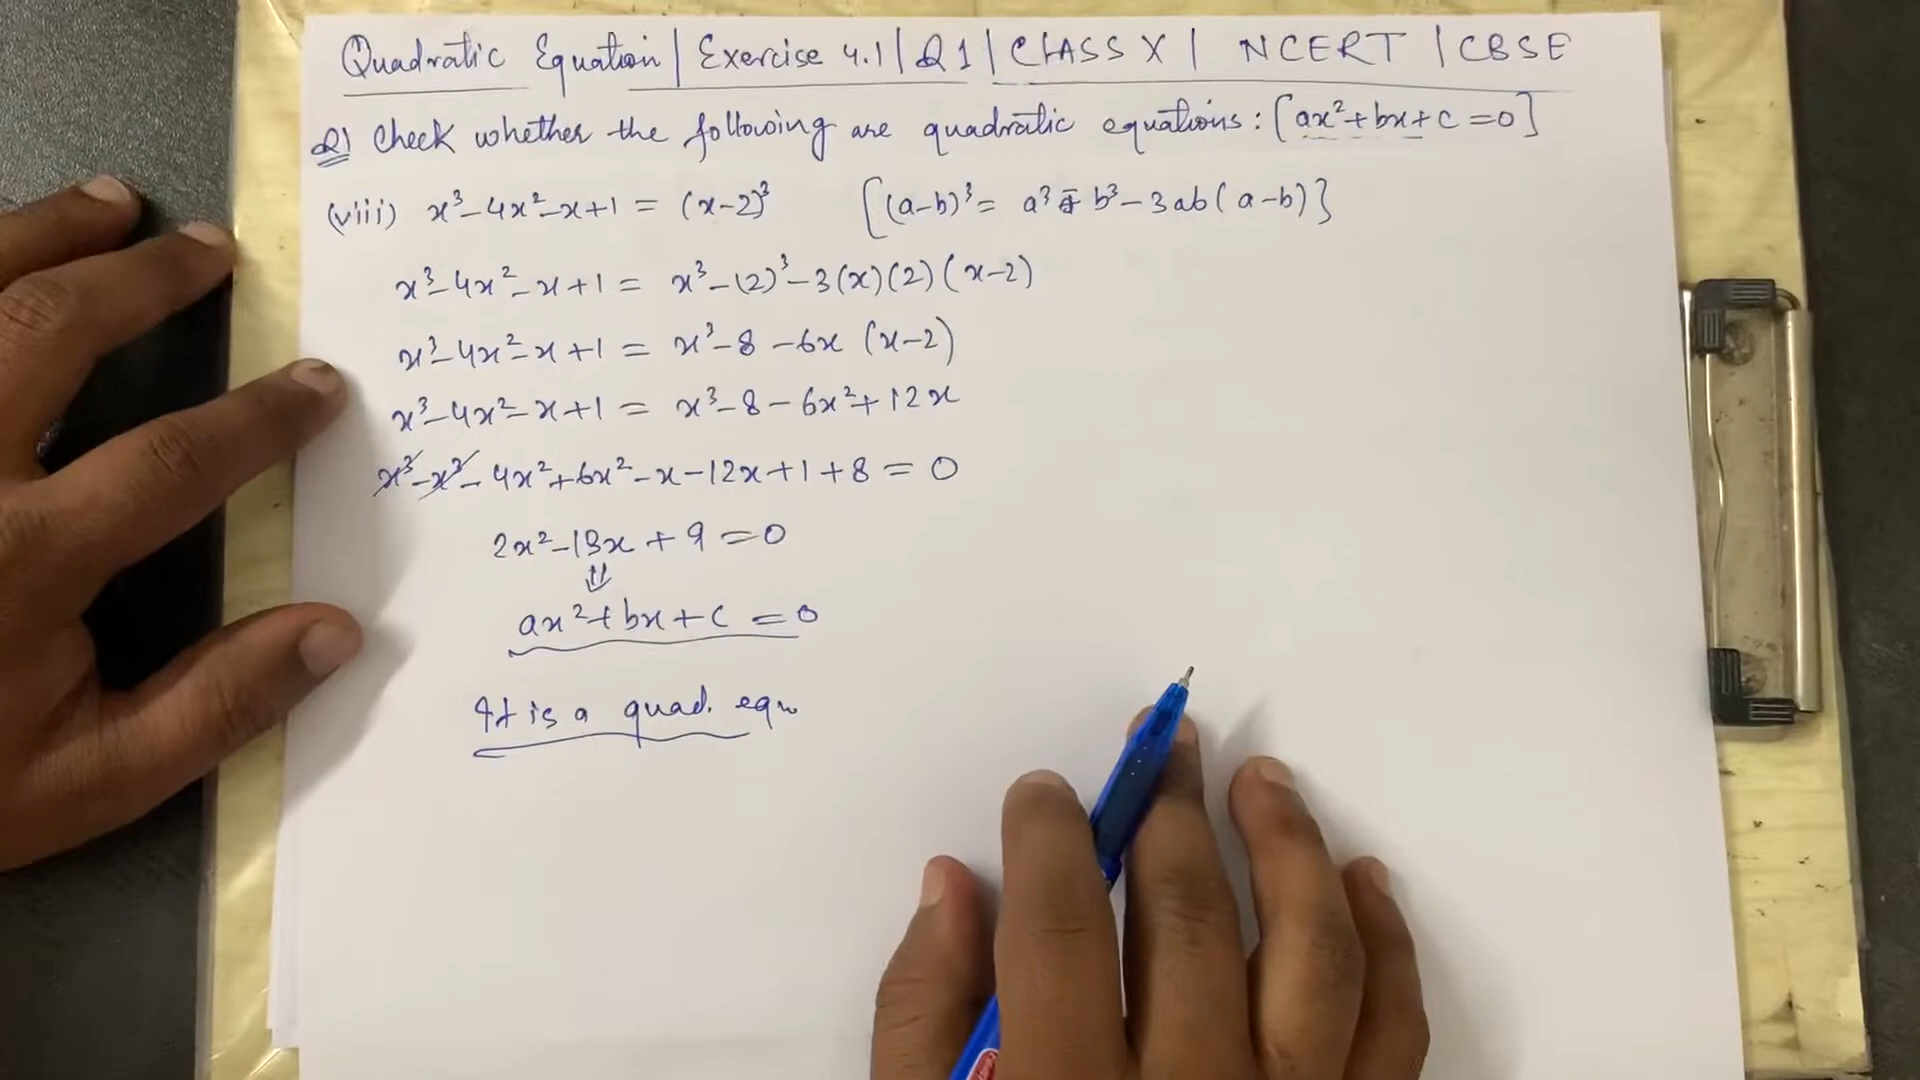 Quadratic Equation | Exercise 4.1 | Q1 | CLASS X | NCERT | CBSE
Q1 Check whether the following are quadratic equations: [ax²+bx+c=0]
(viii) x³-4x²-x+1 = (x-2)³ [(a-b)³= a³-b³-3ab(a-b)]
x³-4x²-x+1 = x³-(2)³-3(x)(2)(x-2)
x³-4x²-x+1 = x³-8-6x (x-2)
x³-4x²-x+1 = x³-8-6x²+12x
x³-x³-4x²+6x²-x-12x+1+8=0
2x²-13x+9=0
⇓
ax²+bx+c=0
It is a quad. eqn